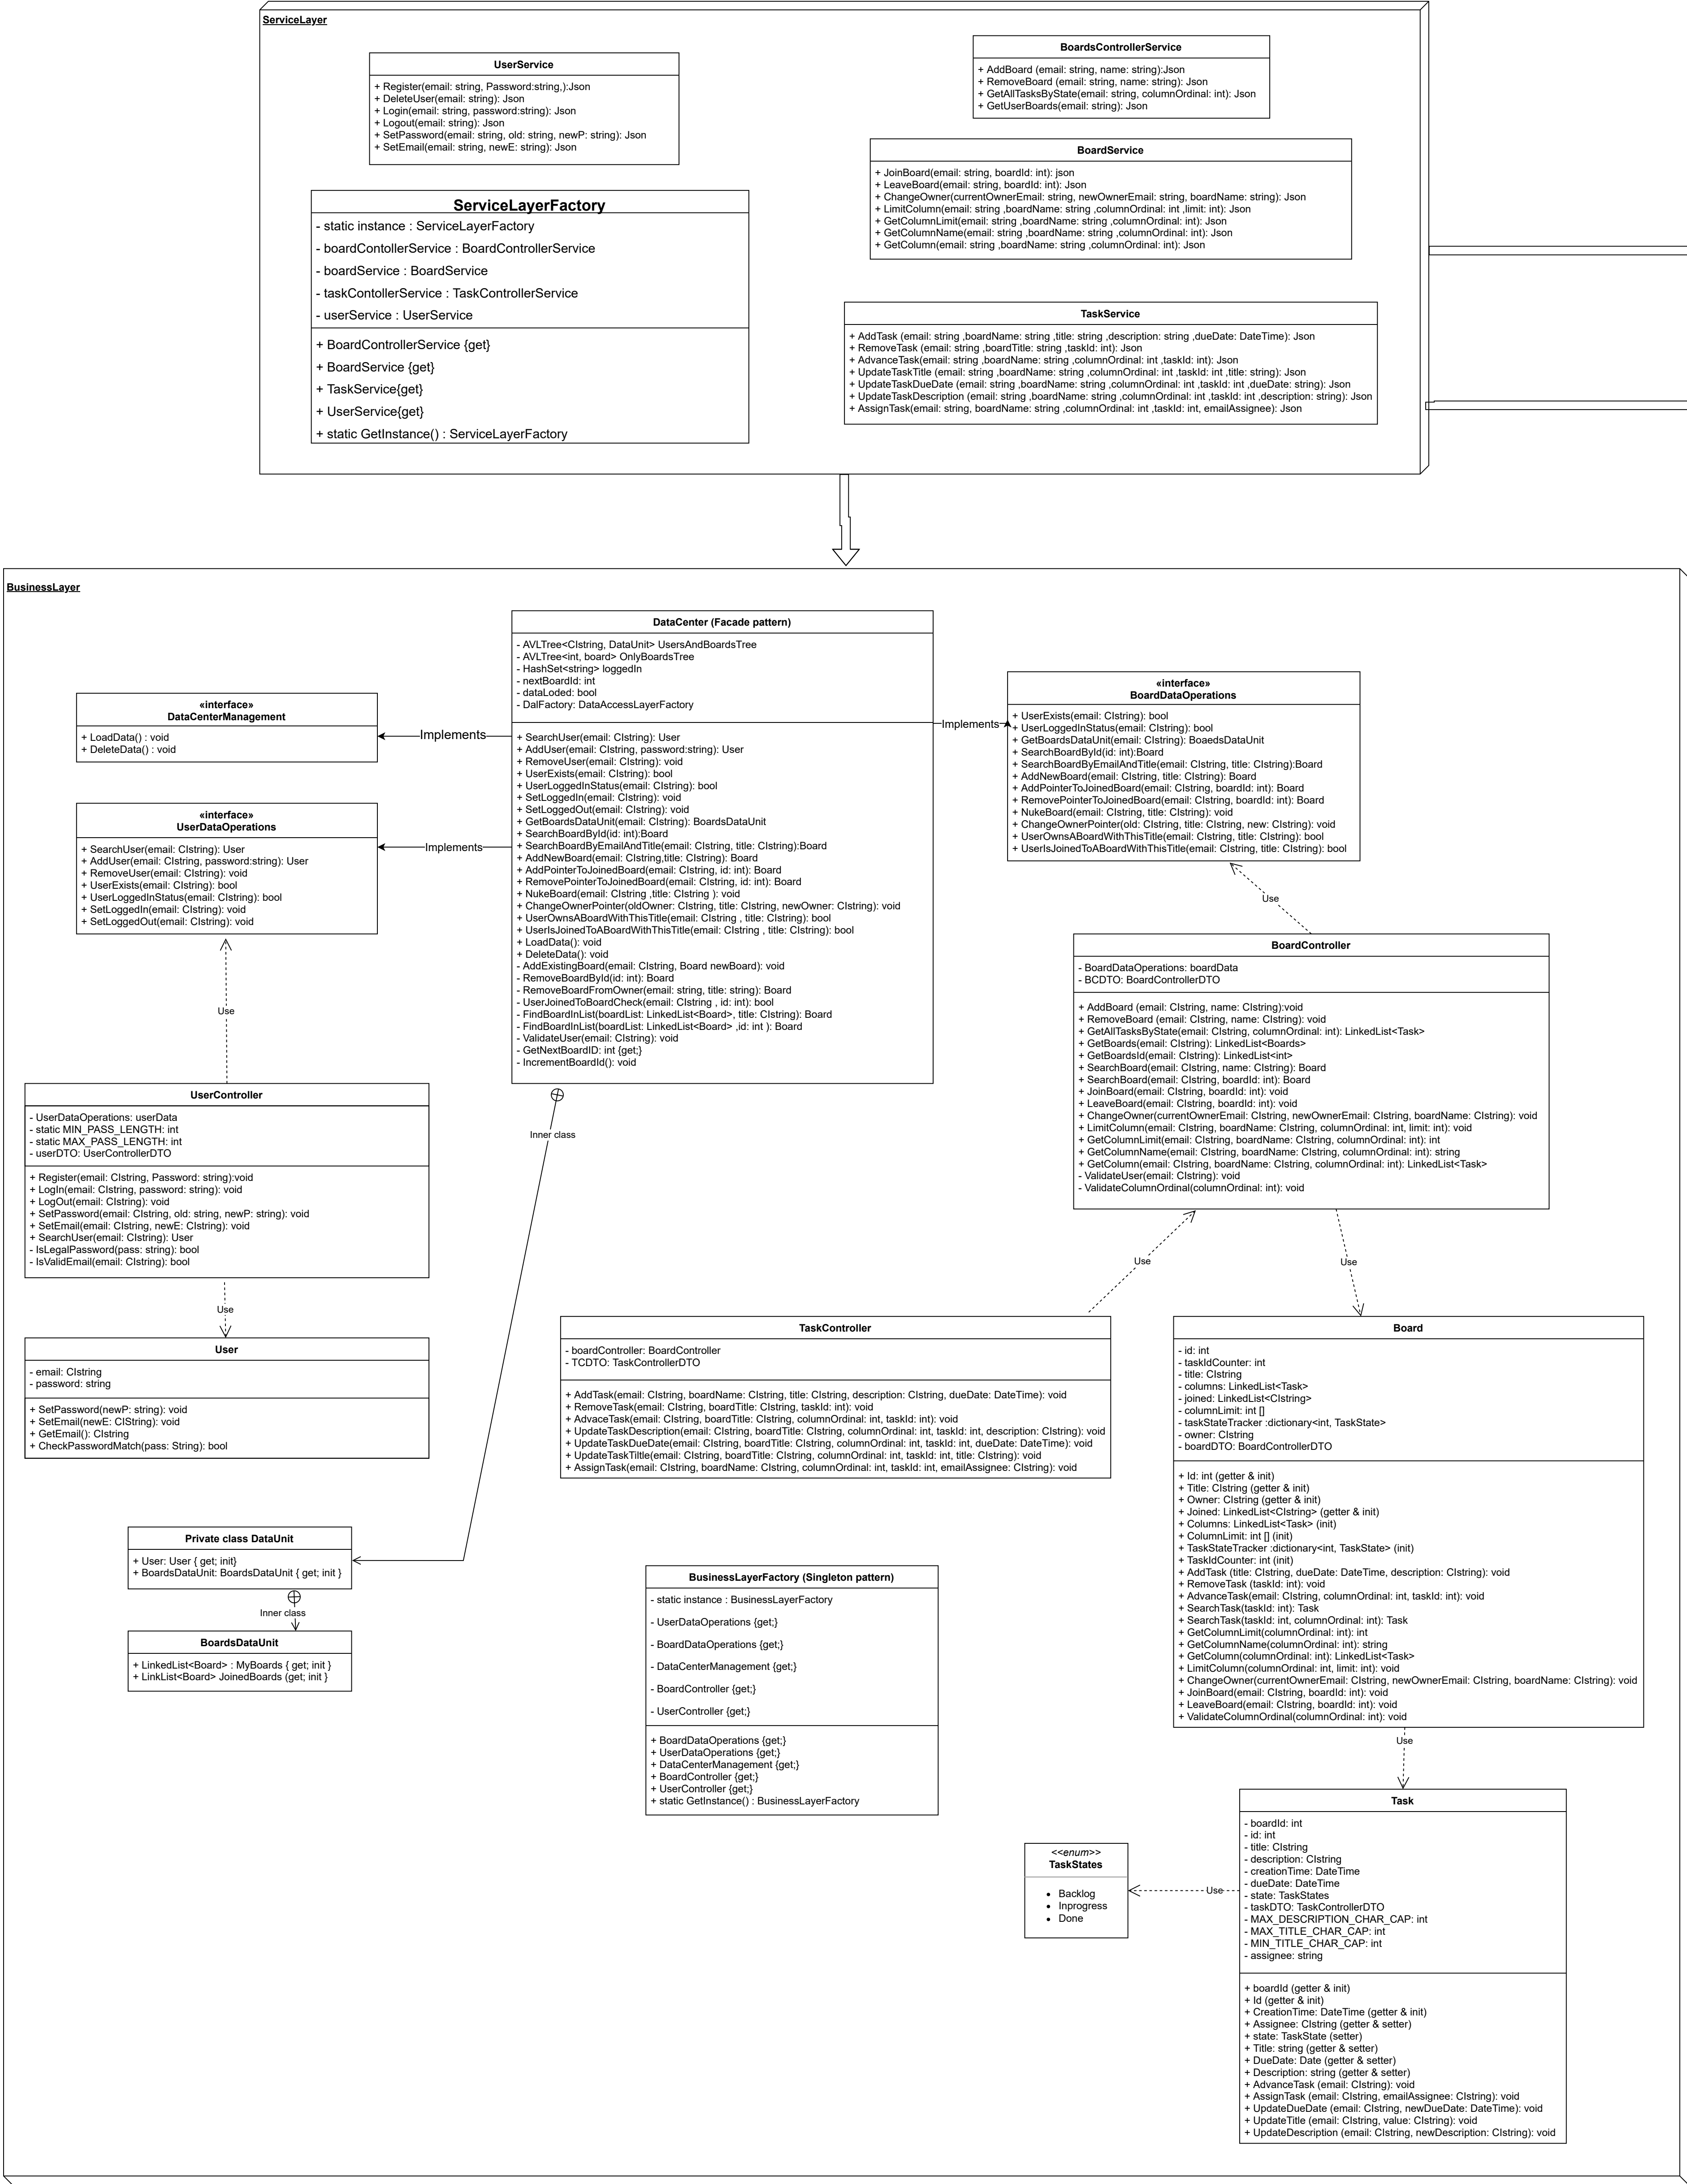 ServiceLayer
UserService
+ Register(email: string, Password:string,):Json
+ DeleteUser(email: string): Json
+ Login(email: string, password:string): Json
+ Logout(email: string): Json
+ SetPassword(email: string, old: string, newP: string): Json
+ SetEmail(email: string, newE: string): Json
BoardsControllerService
+ AddBoard (email: string, name: string):Json
+ RemoveBoard (email: string, name: string): Json
+ GetAllTasksByState(email: string, columnOrdinal: int): Json
+ GetUserBoards(email: string): Json
BoardService
+ JoinBoard(email: string, boardId: int): json
+ LeaveBoard(email: string, boardId: int): Json
+ ChangeOwner(currentOwnerEmail: string, newOwnerEmail: string, boardName: string): Json
+ LimitColumn(email: string ,boardName: string ,columnOrdinal: int ,limit: int): Json
+ GetColumnLimit(email: string ,boardName: string ,columnOrdinal: int): Json
+ GetColumnName(email: string ,boardName: string ,columnOrdinal: int): Json
+ GetColumn(email: string ,boardName: string ,columnOrdinal: int): Json
ServiceLayerFactory
- static instance : ServiceLayerFactory
- boardContollerService : BoardControllerService
- boardService : BoardService
- taskContollerService : TaskControllerService
- userService : UserService
+ BoardControllerService {get}
+ BoardService {get}
+ TaskService{get}
+ UserService{get}
+ static GetInstance() : ServiceLayerFactory
TaskService
+ AddTask (email: string ,boardName: string ,title: string ,description: string ,dueDate: DateTime): Json
+ RemoveTask (email: string ,boardTitle: string ,taskId: int): Json
+ AdvanceTask(email: string ,boardName: string ,columnOrdinal: int ,taskId: int): Json
+ UpdateTaskTitle (email: string ,boardName: string ,columnOrdinal: int ,taskId: int ,title: string): Json
+ UpdateTaskDueDate (email: string ,boardName: string ,columnOrdinal: int ,taskId: int ,dueDate: string): Json
+ UpdateTaskDescription (email: string ,boardName: string ,columnOrdinal: int ,taskId: int ,description: string): Json
+ AssignTask(email: string, boardName: string ,columnOrdinal: int ,taskId: int, emailAssignee): Json
BusinessLayer
DataCenter (Facade pattern)
- AVLTree<CIstring, DataUnit> UsersAndBoardsTree
- AVLTree<int, board> OnlyBoardsTree
- HashSet<string> loggedIn
- nextBoardId: int
- dataLoded: bool
- DalFactory: DataAccessLayerFactory
+ SearchUser(email: CIstring): User
+ AddUser(email: CIstring, password:string): User
+ RemoveUser(email: CIstring): void
+ UserExists(email: CIstring): bool
+ UserLoggedInStatus(email: CIstring): bool
+ SetLoggedIn(email: CIstring): void
+ SetLoggedOut(email: CIstring): void
+ GetBoardsDataUnit(email: CIstring): BoardsDataUnit
+ SearchBoardById(id: int):Board
+ SearchBoardByEmailAndTitle(email: CIstring, title: CIstring):Board
+ AddNewBoard(email: CIstring,title: CIstring): Board
+ AddPointerToJoinedBoard(email: CIstring, id: int): Board
+ RemovePointerToJoinedBoard(email: CIstring, id: int): Board
+ NukeBoard(email: CIstring ,title: CIstring ): void
+ ChangeOwnerPointer(oldOwner: CIstring, title: CIstring, newOwner: CIstring): void
+ UserOwnsABoardWithThisTitle(email: CIstring , title: CIstring): bool
+ UserIsJoinedToABoardWithThisTitle(email: CIstring , title: CIstring): bool
+ LoadData(): void
+ DeleteData(): void
- AddExistingBoard(email: CIstring, Board newBoard): void
- RemoveBoardById(id: int): Board
- RemoveBoardFromOwner(email: string, title: string): Board
- UserJoinedToBoardCheck(email: CIstring , id: int): bool
- FindBoardInList(boardList: LinkedList<Board>, title: CIstring): Board
- FindBoardInList(boardList: LinkedList<Board> ,id: int ): Board
- ValidateUser(email: CIstring): void
- GetNextBoardID: int {get;}
- IncrementBoardId(): void
«interface»
DataCenterManagement
+ LoadData() : void
+ DeleteData() : void
Implements
«interface»
UserDataOperations
+ SearchUser(email: CIstring): User
+ AddUser(email: CIstring, password:string): User
+ RemoveUser(email: CIstring): void
+ UserExists(email: CIstring): bool
+ UserLoggedInStatus(email: CIstring): bool
+ SetLoggedIn(email: CIstring): void
+ SetLoggedOut(email: CIstring): void
Implements
Implements
«interface»
BoardDataOperations
+ UserExists(email: CIstring): bool
+ UserLoggedInStatus(email: CIstring): bool
+ GetBoardsDataUnit(email: CIstring): BoaedsDataUnit
+ SearchBoardById(id: int):Board
+ SearchBoardByEmailAndTitle(email: CIstring, title: CIstring):Board
+ AddNewBoard(email: CIstring, title: CIstring): Board
+ AddPointerToJoinedBoard(email: CIstring, boardId: int): Board
+ RemovePointerToJoinedBoard(email: CIstring, boardId: int): Board
+ NukeBoard(email: CIstring, title: CIstring): void
+ ChangeOwnerPointer(old: CIstring, title: CIstring, new: CIstring): void
+ UserOwnsABoardWithThisTitle(email: CIstring, title: CIstring): bool
+ UserIsJoinedToABoardWithThisTitle(email: CIstring, title: CIstring): bool
Use
BoardController
- BoardDataOperations: boardData
- BCDTO: BoardControllerDTO
+ AddBoard (email: CIstring, name: CIstring):void
+ RemoveBoard (email: CIstring, name: CIstring): void
+ GetAllTasksByState(email: CIstring, columnOrdinal: int): LinkedList<Task>
+ GetBoards(email: CIstring): LinkedList<Boards>
+ GetBoardsId(email: CIstring): LinkedList<int>
+ SearchBoard(email: CIstring, name: CIstring): Board
+ SearchBoard(email: CIstring, boardId: int): Board
+ JoinBoard(email: CIstring, boardId: int): void
+ LeaveBoard(email: CIstring, boardId: int): void
+ ChangeOwner(currentOwnerEmail: CIstring, newOwnerEmail: CIstring, boardName: CIstring): void
+ LimitColumn(email: CIstring, boardName: CIstring, columnOrdinal: int, limit: int): void
+ GetColumnLimit(email: CIstring, boardName: CIstring, columnOrdinal: int): int
+ GetColumnName(email: CIstring, boardName: CIstring, columnOrdinal: int): string
+ GetColumn(email: CIstring, boardName: CIstring, columnOrdinal: int): LinkedList<Task>
- ValidateUser(email: CIstring): void
- ValidateColumnOrdinal(columnOrdinal: int): void
Use
UserController
- UserDataOperations: userData
- static MIN_PASS_LENGTH: int
- static MAX_PASS_LENGTH: int
- userDTO: UserControllerDTO
+ Register(email: CIstring, Password: string):void
+ LogIn(email: CIstring, password: string): void
+ LogOut(email: CIstring): void
+ SetPassword(email: CIstring, old: string, newP: string): void
+ SetEmail(email: CIstring, newE: CIstring): void
+ SearchUser(email: CIstring): User
- IsLegalPassword(pass: string): bool
- IsValidEmail(email: CIstring): bool
Inner class
Use
Use
Use
User
- email: CIstring
- password: string
+ SetPassword(newP: string): void
+ SetEmail(newE: CIString): void
+ GetEmail(): CIstring
+ CheckPasswordMatch(pass: String): bool
TaskController
- boardController: BoardController
- TCDTO: TaskControllerDTO
+ AddTask(email: CIstring, boardName: CIstring, title: CIstring, description: CIstring, dueDate: DateTime): void
+ RemoveTask(email: CIstring, boardTitle: CIstring, taskId: int): void
+ AdvaceTask(email: CIstring, boardTitle: CIstring, columnOrdinal: int, taskId: int): void
+ UpdateTaskDescription(email: CIstring, boardTitle: CIstring, columnOrdinal: int, taskId: int, description: CIstring): void
+ UpdateTaskDueDate(email: CIstring, boardTitle: CIstring, columnOrdinal: int, taskId: int, dueDate: DateTime): void
+ UpdateTaskTiltle(email: CIstring, boardTitle: CIstring, columnOrdinal: int, taskId: int, title: CIstring): void
+ AssignTask(email: CIstring, boardName: CIstring, columnOrdinal: int, taskId: int, emailAssignee: CIstring): void
Board
- id: int
- taskIdCounter: int
- title: CIstring
- columns: LinkedList<Task>
- joined: LinkedList<CIstring>
- columnLimit: int []
- taskStateTracker :dictionary<int, TaskState>
- owner: CIstring
- boardDTO: BoardControllerDTO
+ Id: int (getter & init)
+ Title: CIstring (getter & init)
+ Owner: CIstring (getter & init)
+ Joined: LinkedList<CIstring> (getter & init)
+ Columns: LinkedList<Task> (init)
+ ColumnLimit: int [] (init)
+ TaskStateTracker :dictionary<int, TaskState> (init)
+ TaskIdCounter: int (init)
+ AddTask (title: CIstring, dueDate: DateTime, description: CIstring): void
+ RemoveTask (taskId: int): void
+ AdvanceTask(email: CIstring, columnOrdinal: int, taskId: int): void
+ SearchTask(taskId: int): Task
+ SearchTask(taskId: int, columnOrdinal: int): Task
+ GetColumnLimit(columnOrdinal: int): int
+ GetColumnName(columnOrdinal: int): string
+ GetColumn(columnOrdinal: int): LinkedList<Task>
+ LimitColumn(columnOrdinal: int, limit: int): void
+ ChangeOwner(currentOwnerEmail: CIstring, newOwnerEmail: CIstring, boardName: CIstring): void
+ JoinBoard(email: CIstring, boardId: int): void
+ LeaveBoard(email: CIstring, boardId: int): void
+ ValidateColumnOrdinal(columnOrdinal: int): void
Private class DataUnit
+ User: User { get; init}
+ BoardsDataUnit: BoardsDataUnit { get; init }
Inner class
BoardsDataUnit
+ LinkedList<Board> : MyBoards { get; init }
+ LinkList<Board> JoinedBoards (get; init }
BusinessLayerFactory (Singleton pattern)
- static instance : BusinessLayerFactory
- UserDataOperations {get;}
- BoardDataOperations {get;}
- DataCenterManagement {get;}
- BoardController {get;}
- UserController {get;}
+ BoardDataOperations {get;}
+ UserDataOperations {get;}
+ DataCenterManagement {get;}
+ BoardController {get;}
+ UserController {get;}
+ static GetInstance() : BusinessLayerFactory
Use
Task
- boardId: int
- id: int
- title: CIstring
- description: CIstring
- creationTime: DateTime
- dueDate: DateTime
- state: TaskStates
- taskDTO: TaskControllerDTO
- MAX_DESCRIPTION_CHAR_CAP: int
- MAX_TITLE_CHAR_CAP: int
- MIN_TITLE_CHAR_CAP: int
- assignee: string
+ boardId (getter & init)
+ Id (getter & init)
+ CreationTime: DateTime (getter & init)
+ Assignee: CIstring (getter & setter)
+ state: TaskState (setter)
+ Title: string (getter & setter)
+ DueDate: Date (getter & setter)
+ Description: string (getter & setter)
+ AdvanceTask (email: CIstring): void
+ AssignTask (email: CIstring, emailAssignee: CIstring): void
+ UpdateDueDate (email: CIstring, newDueDate: DateTime): void
+ UpdateTitle (email: CIstring, value: CIstring): void
+ UpdateDescription (email: CIstring, newDescription: CIstring): void
<<enum>>
TaskStates
• Backlog
• Inprogress
• Done
Use